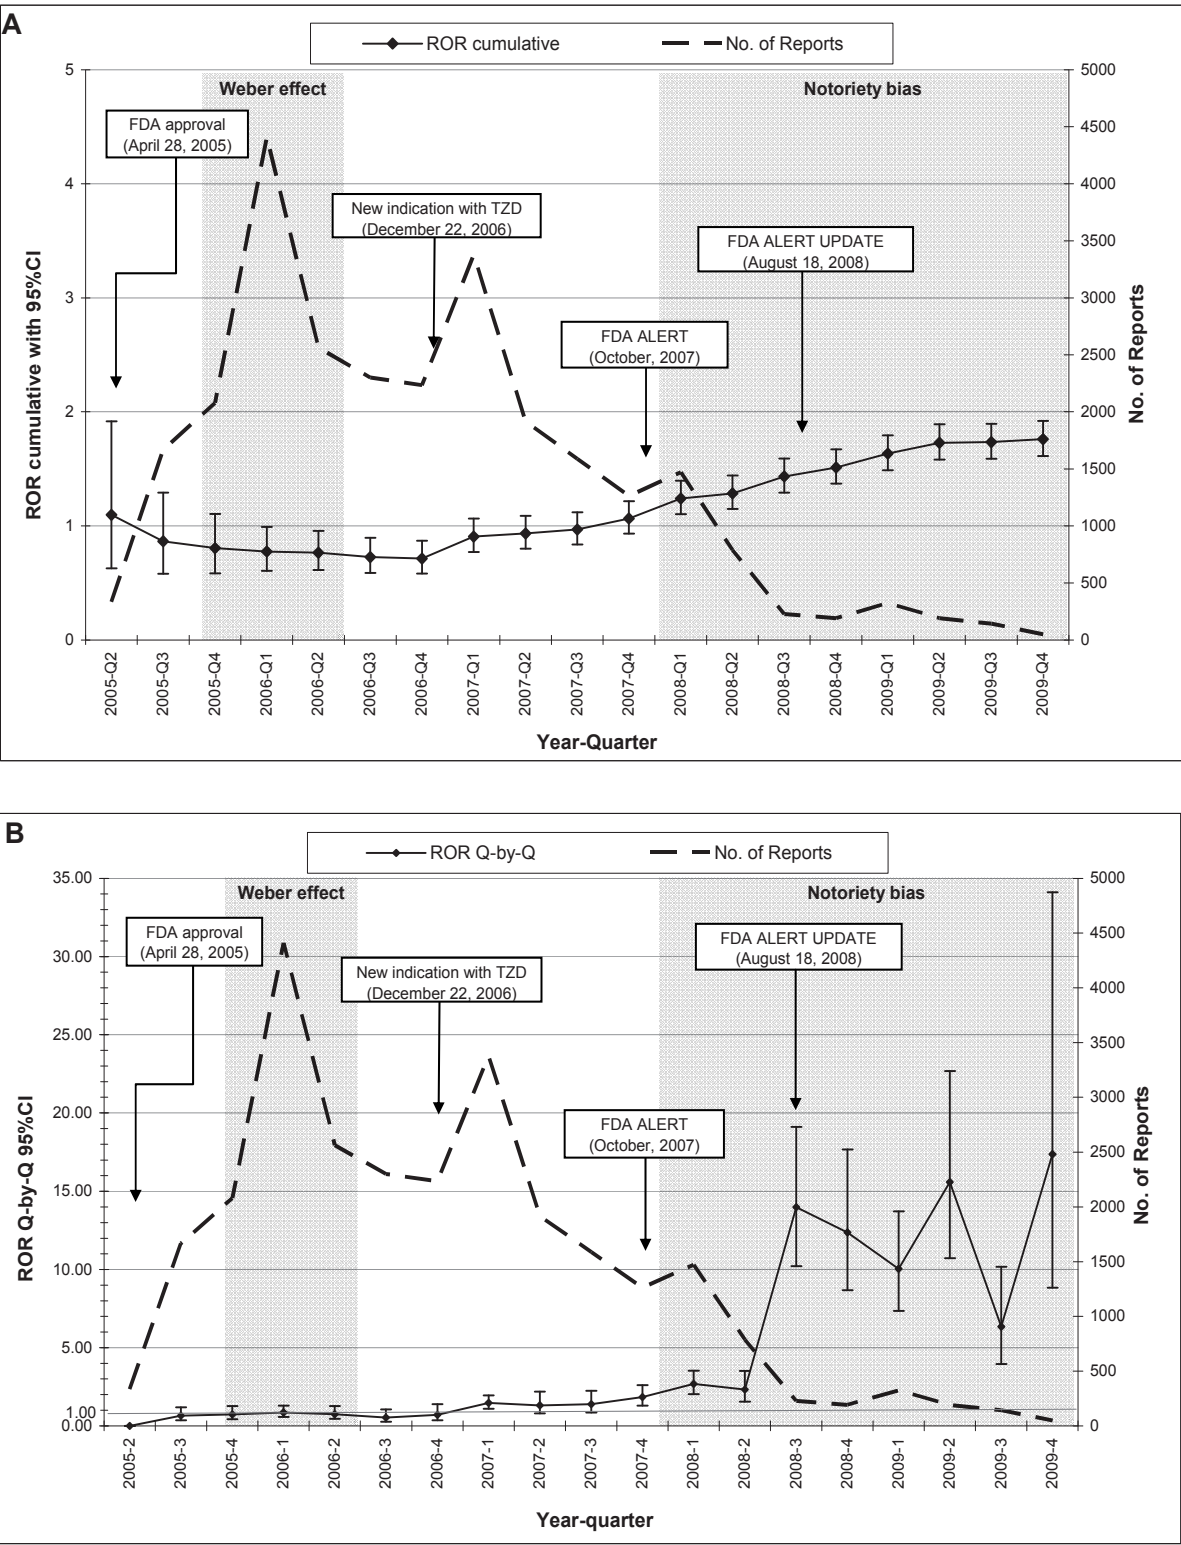 A
ROR cumulative
No. of Reports
Weber effect
Notoriety bias
FDA approval
(April 28, 2005)
New indication with TZD
(December 22, 2006)
FDA ALERT UPDATE
(August 18, 2008)
FDA ALERT
(October, 2007)
ROR cumulative with 95%CI
5
4
3
2
1
0
No. of Reports
5000
4500
4000
3500
3000
2500
2000
1500
1000
500
0
2005-Q2
2005-Q3
2005-Q4
2006-Q1
2006-Q2
2006-Q3
2006-Q4
2007-Q1
2007-Q2
2007-Q3
2007-Q4
2008-Q1
2008-Q2
2008-Q3
2008-Q4
2009-Q1
2009-Q2
2009-Q3
2009-Q4
Year-Quarter
B
ROR Q-by-Q
No. of Reports
Weber effect
Notoriety bias
FDA approval
(April 28, 2005)
New indication with TZD
(December 22, 2006)
FDA ALERT UPDATE
(August 18, 2008)
FDA ALERT
(October, 2007)
ROR Q-by-Q 95%CI
35.00
30.00
25.00
20.00
15.00
10.00
5.00
1.00
0.00
No. of Reports
5000
4500
4000
3500
3000
2500
2000
1500
1000
500
0
2005-2
2005-3
2005-4
2006-1
2006-2
2006-3
2006-4
2007-1
2007-2
2007-3
2007-4
2008-1
2008-2
2008-3
2008-4
2009-1
2009-2
2009-3
2009-4
Year-quarter